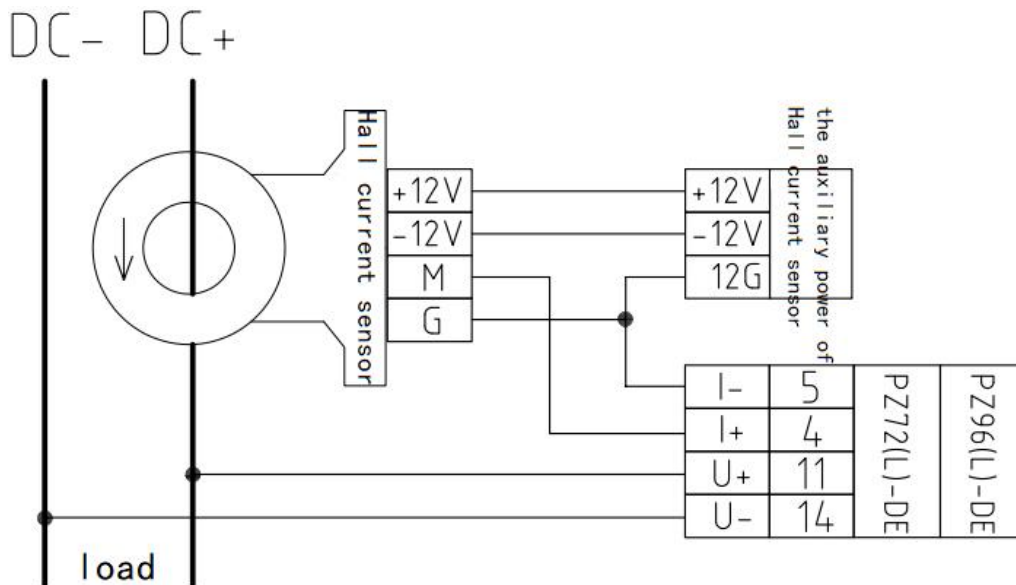 DC- DC+
Hall current sensor
+12V
-12V
M
G
the auxiliary power of
Hall current sensor
+12V
-12V
12G
I- 5
I+ 4
U+ 11
U- 14
PZ72(L)-DE
PZ96(L)-DE
load